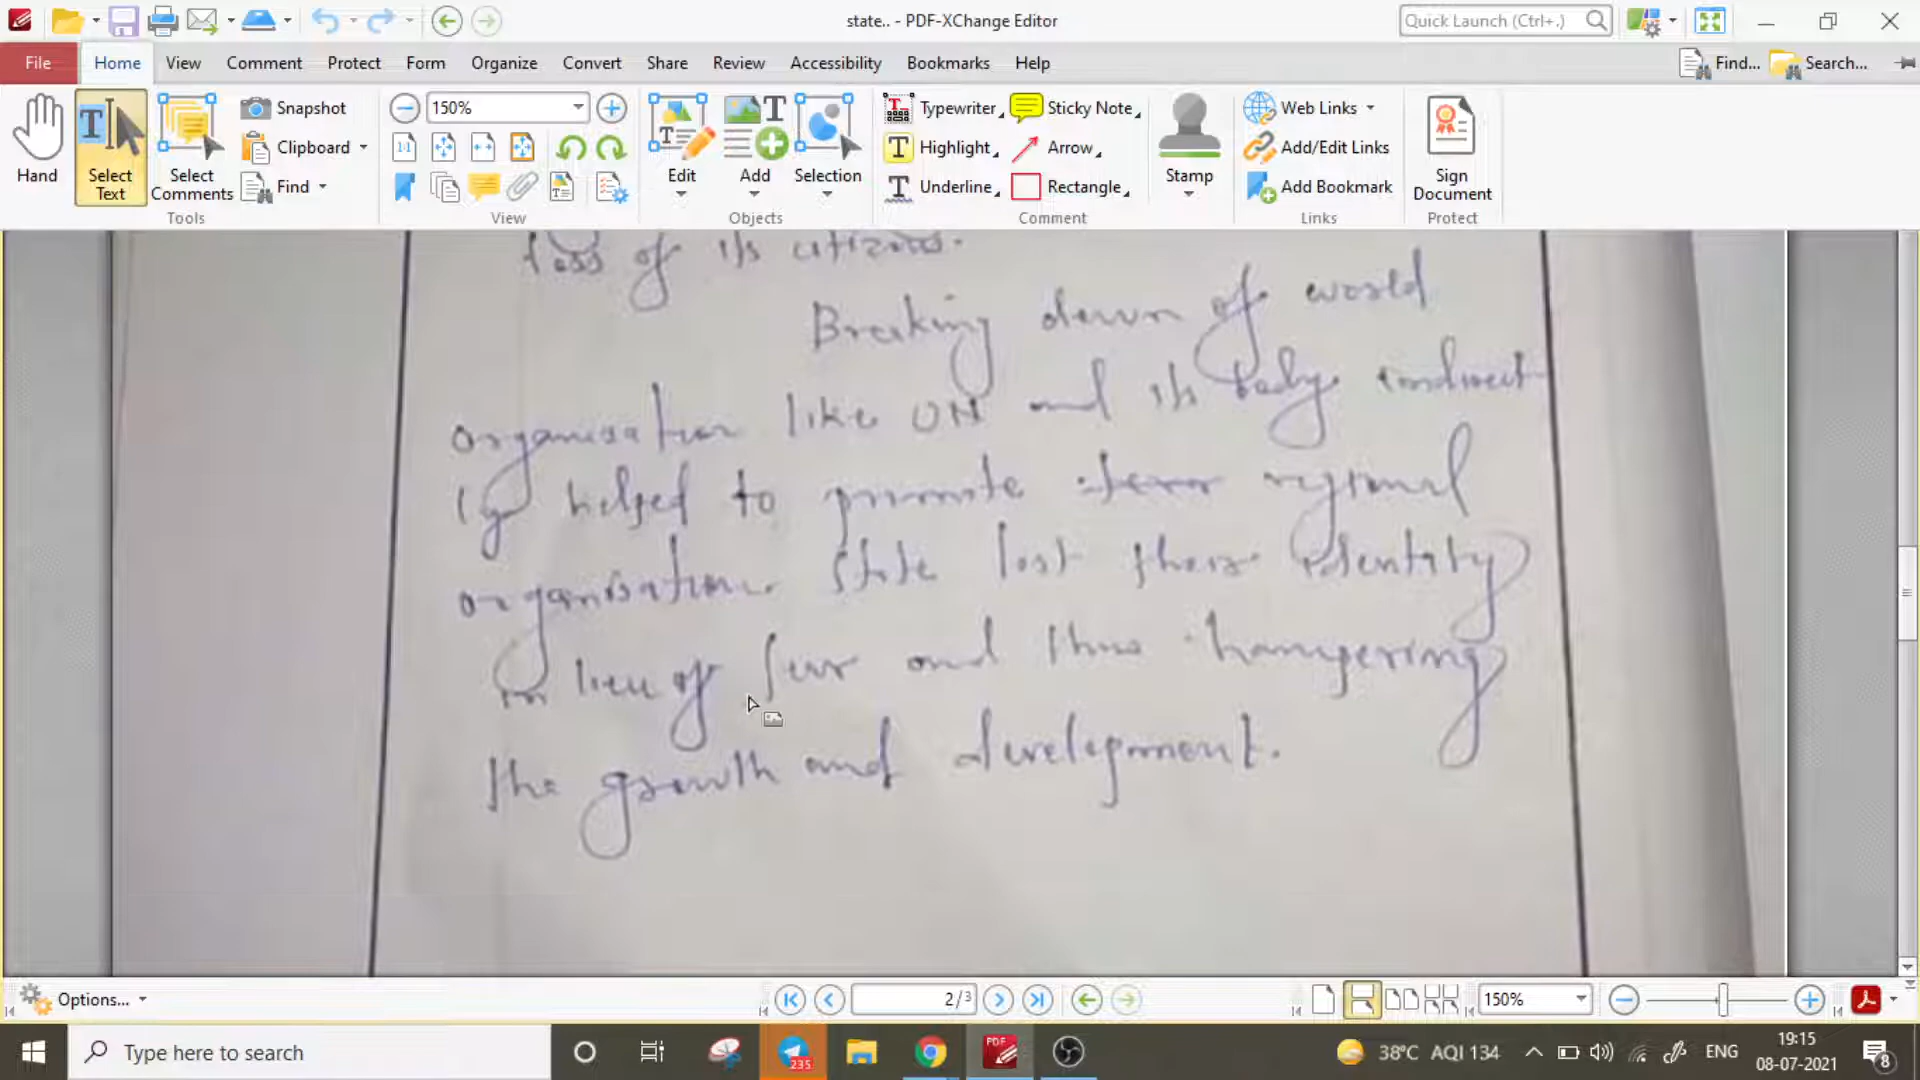 state.. - PDF-XChange Editor
Quick Launch (Ctrl+.)
File Home View Comment Protect Form Organize Convert Share Review Accessibility Bookmarks Help Find... Search...
Hand
Select Text
Select Comments
Snapshot
Clipboard
Find
Tools
150%
View
Edit
Add
Selection
Objects
Typewriter
Highlight
Underline
Sticky Note
Arrow
Rectangle
Stamp
Comment
Web Links
Add/Edit Links
Add Bookmark
Links
Sign Document
Protect
loss of its citizens.
Breaking down of world
organisation like UN and its body indirect
ly helped to promote regional
organisation. State lost their identity
in lieu of fear and thus hampering
the growth and development.
Options...
2/3
150%
Type here to search
235
38°C AQI 134
ENG
19:15
08-07-2021
8